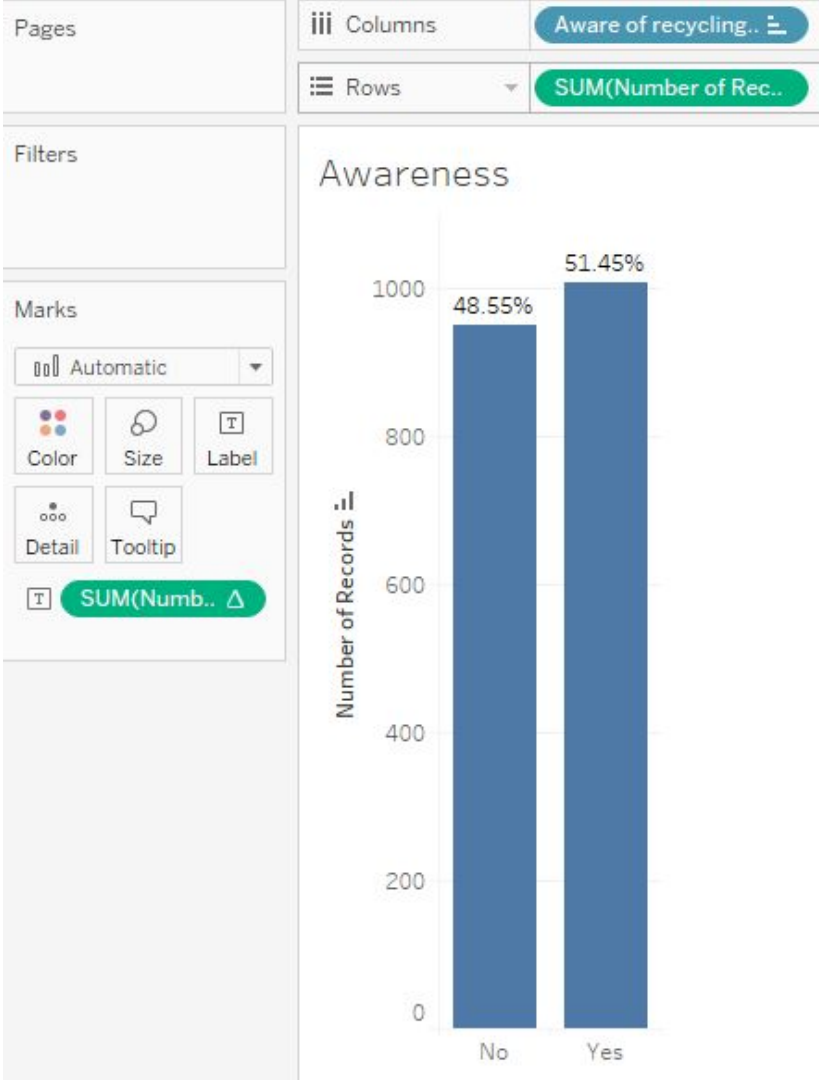 Pages
Columns
Aware of recycling..
Rows
SUM(Number of Rec..
Filters
Marks
Automatic
Color
Size
Label
T
Detail
Tooltip
T
SUM(Numb.. Δ
Awareness
Number of Records
1000
800
600
400
200
0
48.55%
51.45%
No
Yes